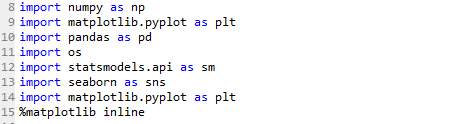 8 import numpy as np
9 import matplotlib.pyplot as plt
10 import pandas as pd
11 import os
12 import statsmodels.api as sm
13 import seaborn as sns
14 import matplotlib.pyplot as plt
15 %matplotlib inline